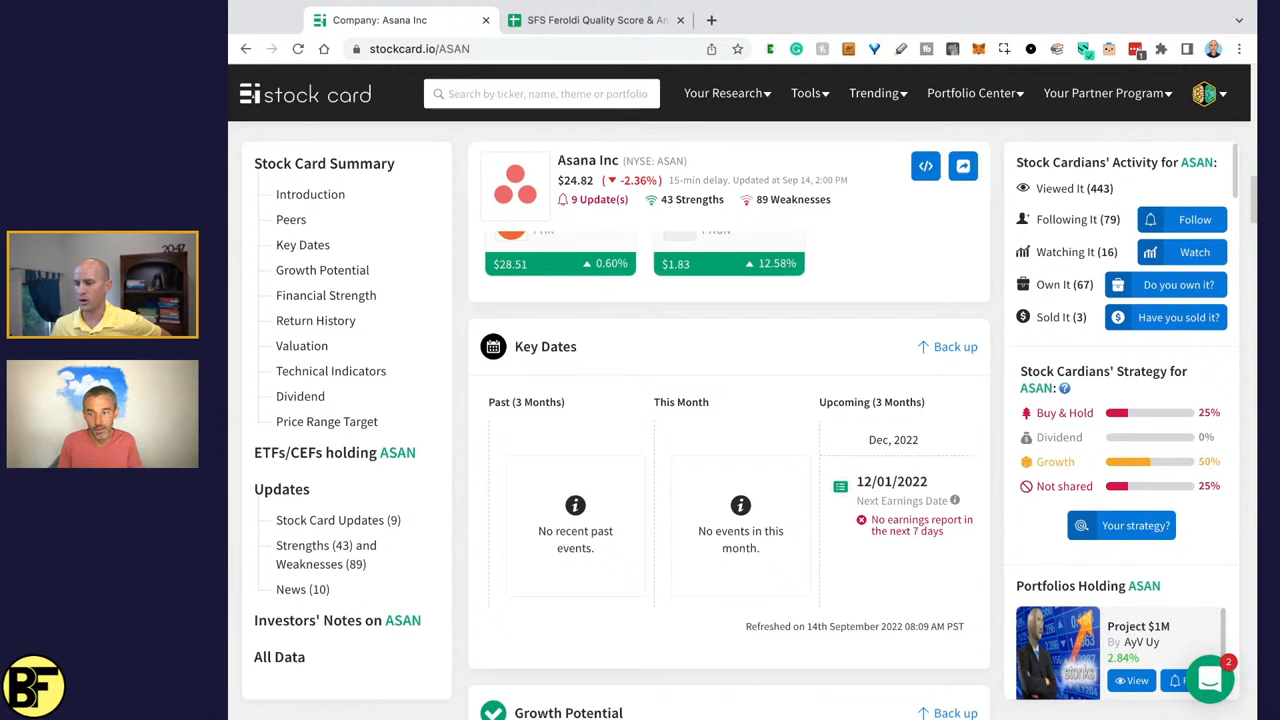 Company: Asana Inc
SFS Feroldi Quality Score & An
stockcard.io/ASAN
1
stock card
Search by ticker, name, theme or portfolio
Your Research
Tools
Trending
Portfolio Center
Your Partner Program
Stock Card Summary
Introduction
Peers
Key Dates
Growth Potential
Financial Strength
Return History
Valuation
Technical Indicators
Dividend
Price Range Target
ETFs/CEFs holding ASAN
Updates
Stock Card Updates (9)
Strengths (43) and
Weaknesses (89)
News (10)
Investors' Notes on ASAN
All Data
Asana Inc (NYSE: ASAN)
$24.82 (▼ -2.36%) 15-min delay. Updated at Sep 14, 2:00 PM
9 Update(s) 43 Strengths 89 Weaknesses
$28.51 ▲ 0.60%
$1.83 ▲ 12.58%
Key Dates
Back up
Past (3 Months)
This Month
Upcoming (3 Months)
No recent past
events.
No events in this
month.
Dec, 2022
12/01/2022
Next Earnings Date
No earnings report in
the next 7 days
Refreshed on 14th September 2022 08:09 AM PST
Growth Potential
Back up
Stock Cardians' Activity for ASAN:
Viewed It (443)
Following It (79) Follow
Watching It (16) Watch
Own It (67) Do you own it?
Sold It (3) Have you sold it?
Stock Cardians' Strategy for
ASAN:
Buy & Hold 25%
Dividend 0%
Growth 50%
Not shared 25%
Your strategy?
Portfolios Holding ASAN
stonks
Project $1M
By AyV Uy
2.84%
View
2
2047
BF